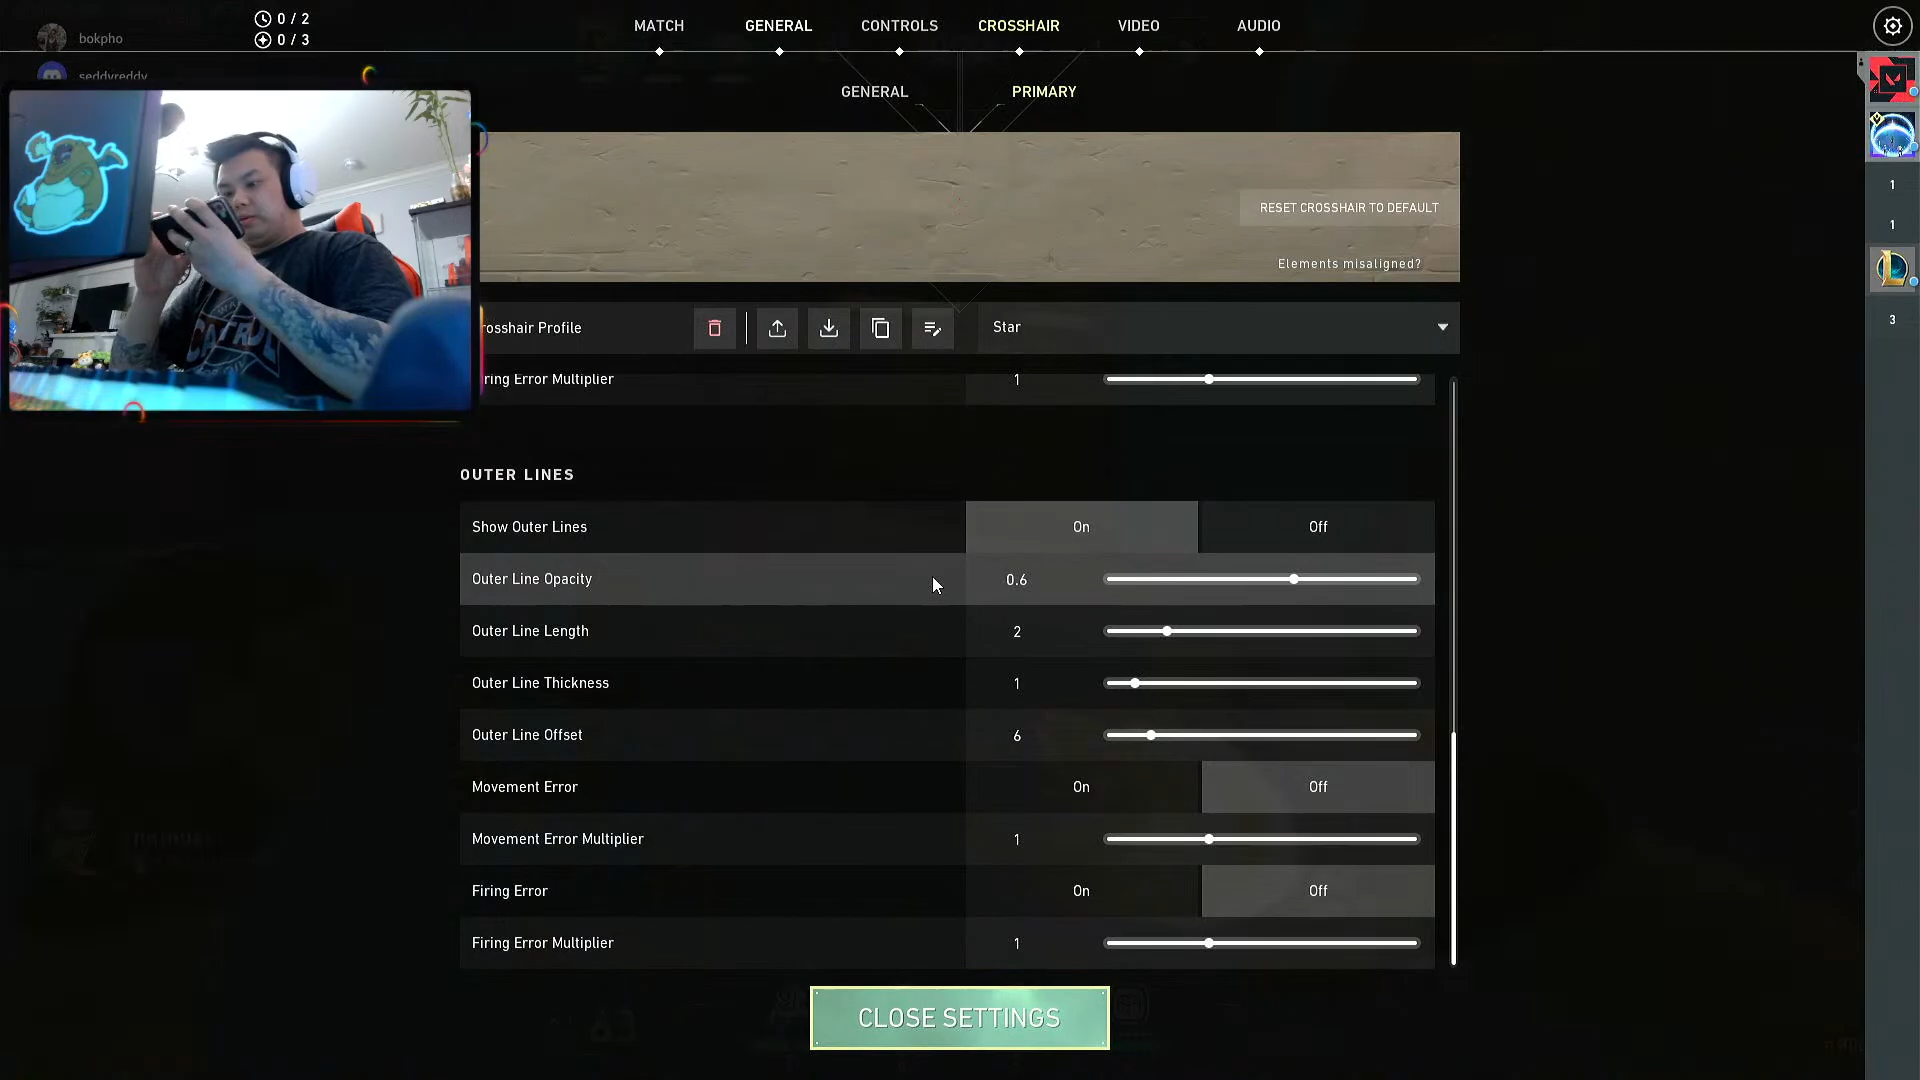 bokpho
seddyreddy
0 / 2
0 / 3
MATCH
GENERAL
CONTROLS
CROSSHAIR
VIDEO
AUDIO
GENERAL
PRIMARY
RESET CROSSHAIR TO DEFAULT
Elements misaligned?
rosshair Profile
Star
ring Error Multiplier
1
OUTER LINES
Show Outer Lines
On
Off
Outer Line Opacity
0.6
Outer Line Length
2
Outer Line Thickness
1
Outer Line Offset
6
Movement Error
On
Off
Movement Error Multiplier
1
Firing Error
On
Off
Firing Error Multiplier
1
CLOSE SETTINGS
1
1
3